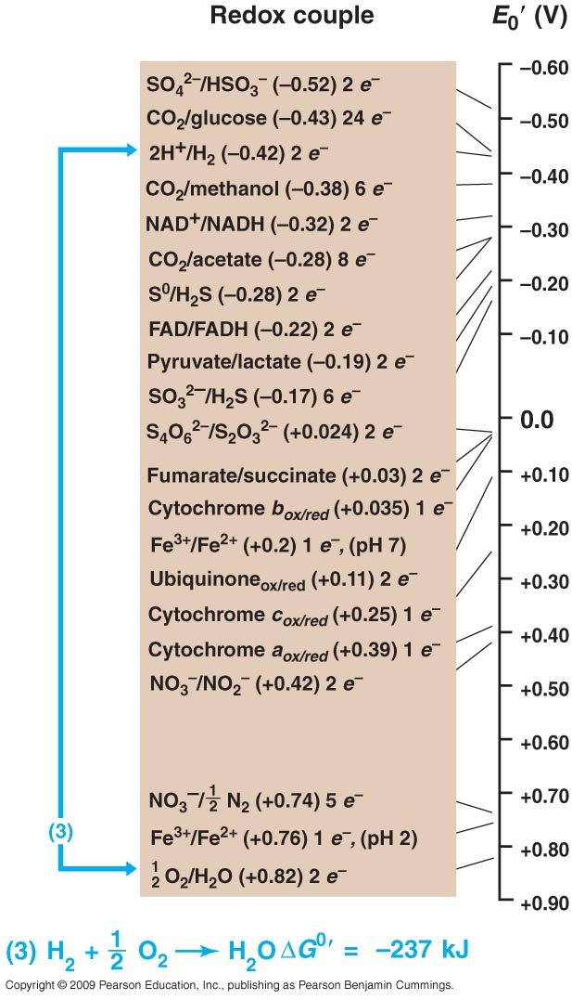 Redox couple E₀′ (V)
SO₄²⁻/HSO₃⁻ (−0.52) 2 e⁻
CO₂/glucose (−0.43) 24 e⁻
2H⁺/H₂ (−0.42) 2 e⁻
CO₂/methanol (−0.38) 6 e⁻
NAD⁺/NADH (−0.32) 2 e⁻
CO₂/acetate (−0.28) 8 e⁻
S⁰/H₂S (−0.28) 2 e⁻
FAD/FADH (−0.22) 2 e⁻
Pyruvate/lactate (−0.19) 2 e⁻
SO₃²⁻/H₂S (−0.17) 6 e⁻
S₄O₆²⁻/S₂O₃²⁻ (+0.024) 2 e⁻
Fumarate/succinate (+0.03) 2 e⁻
Cytochrome b ox/red (+0.035) 1 e⁻
Fe³⁺/Fe²⁺ (+0.2) 1 e⁻, (pH 7)
Ubiquinone ox/red (+0.11) 2 e⁻
Cytochrome c ox/red (+0.25) 1 e⁻
Cytochrome a ox/red (+0.39) 1 e⁻
NO₃⁻/NO₂⁻ (+0.42) 2 e⁻
NO₃⁻/½ N₂ (+0.74) 5 e⁻
Fe³⁺/Fe²⁺ (+0.76) 1 e⁻, (pH 2)
½ O₂/H₂O (+0.82) 2 e⁻
−0.60
−0.50
−0.40
−0.30
−0.20
−0.10
0.0
+0.10
+0.20
+0.30
+0.40
+0.50
+0.60
+0.70
+0.80
+0.90
(3)
(3) H₂ + ½ O₂ → H₂O ΔG⁰′ = −237 kJ
Copyright © 2009 Pearson Education, Inc., publishing as Pearson Benjamin Cummings.